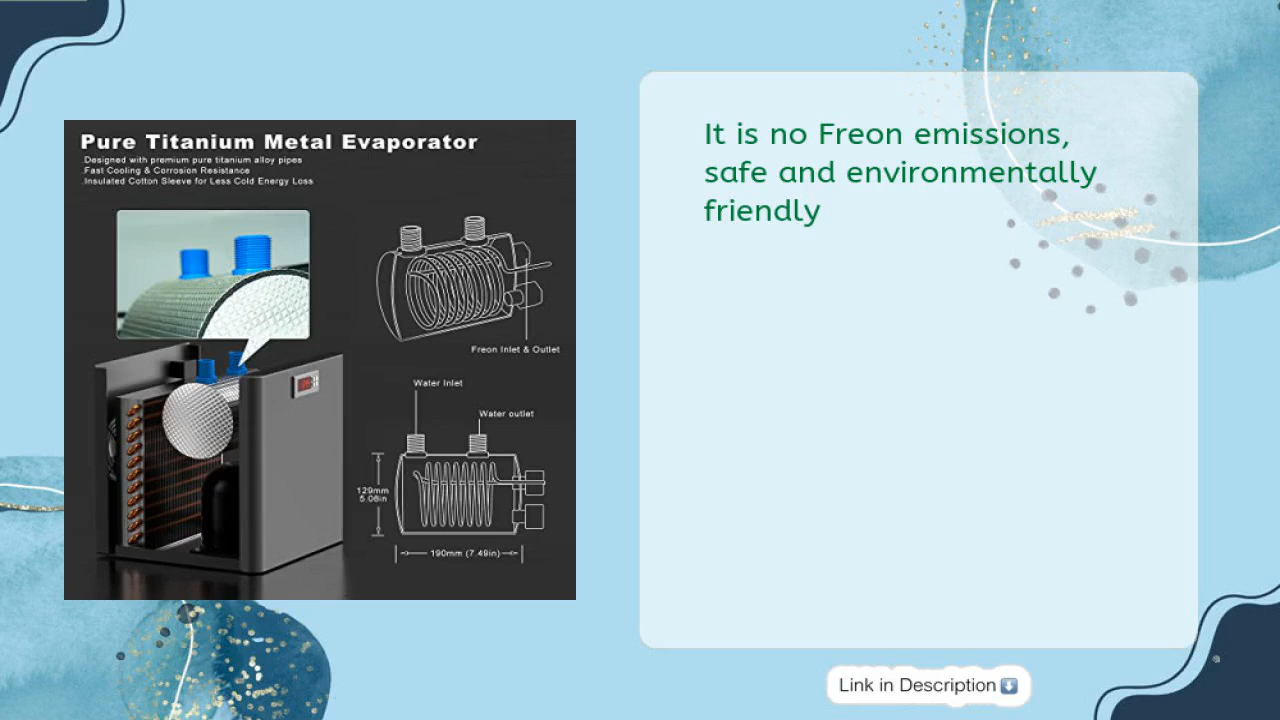 Pure Titanium Metal Evaporator
.Designed with premium pure titanium alloy pipes
.Fast Cooling & Corrosion Resistance
.Insulated Cotton Sleeve for Less Cold Energy Loss
Freon Inlet & Outlet
Water Inlet
Water outlet
129mm
5.06in
190mm (7.49in)
It is no Freon emissions,
safe and environmentally
friendly
Link in Description⬇️